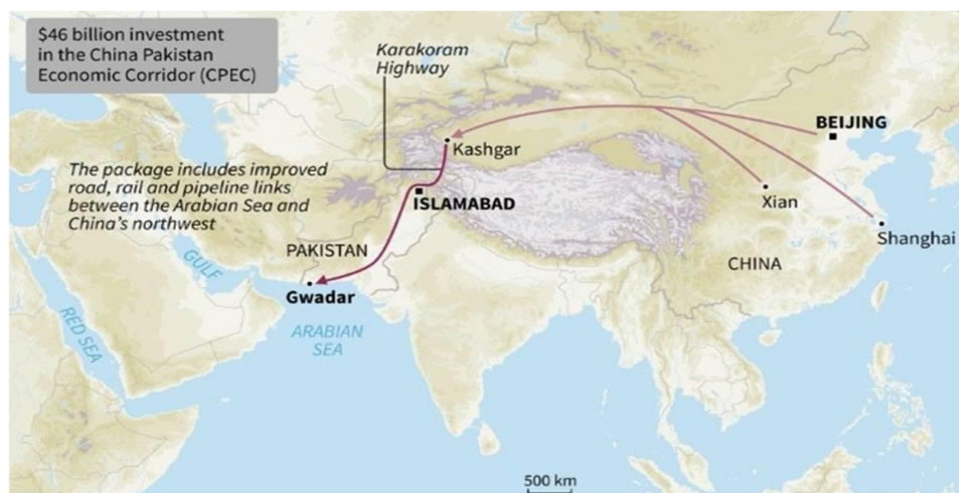 $46 billion investment
in the China Pakistan
Economic Corridor (CPEC)
Karakoram
Highway
BEIJING
Kashgar
The package includes improved
road, rail and pipeline links
between the Arabian Sea and
China's northwest
ISLAMABAD
Xian
Shanghai
PAKISTAN
CHINA
GULF
Gwadar
RED SEA
ARABIAN
SEA
500 km